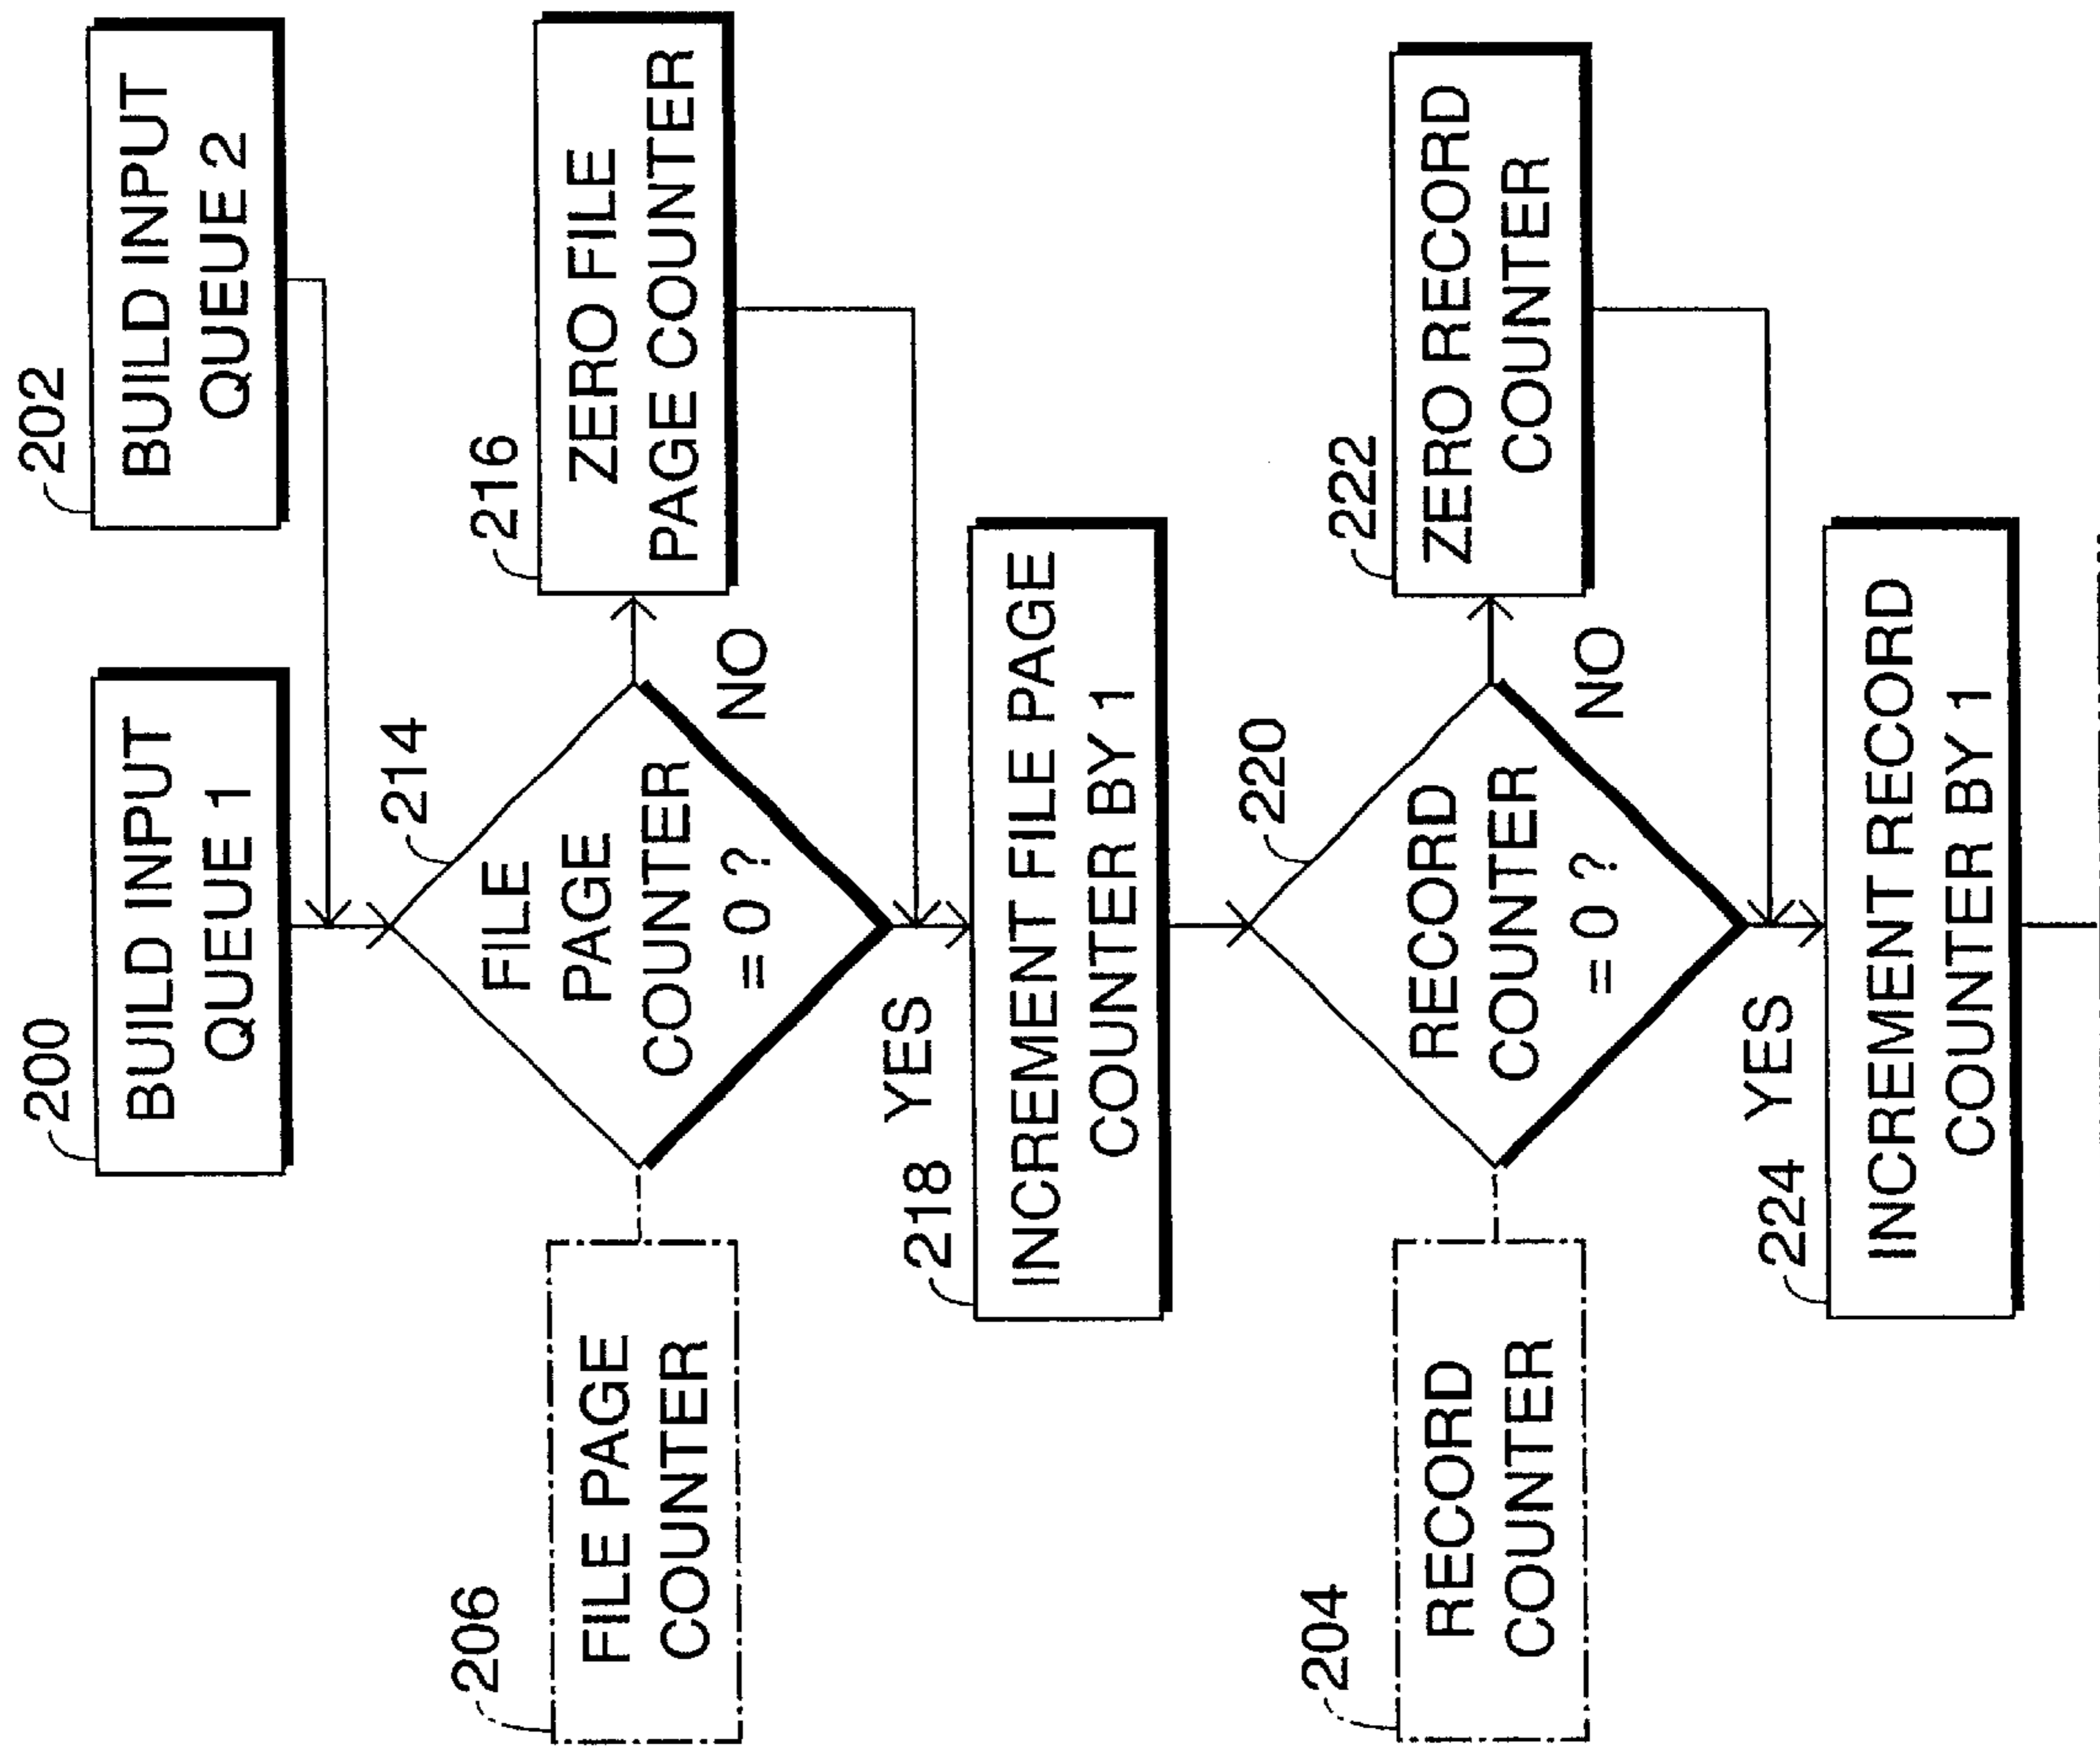 200
BUILD INPUT
QUEUE 1
202
BUILD INPUT
QUEUE 2
206
FILE PAGE
COUNTER
214
FILE
PAGE
COUNTER
= 0 ?
NO
216
ZERO FILE
PAGE COUNTER
YES
218
INCREMENT FILE PAGE
COUNTER BY 1
204
RECORD
COUNTER
220
RECORD
COUNTER
= 0 ?
NO
222
ZERO RECORD
COUNTER
YES
224
INCREMENT RECORD
COUNTER BY 1